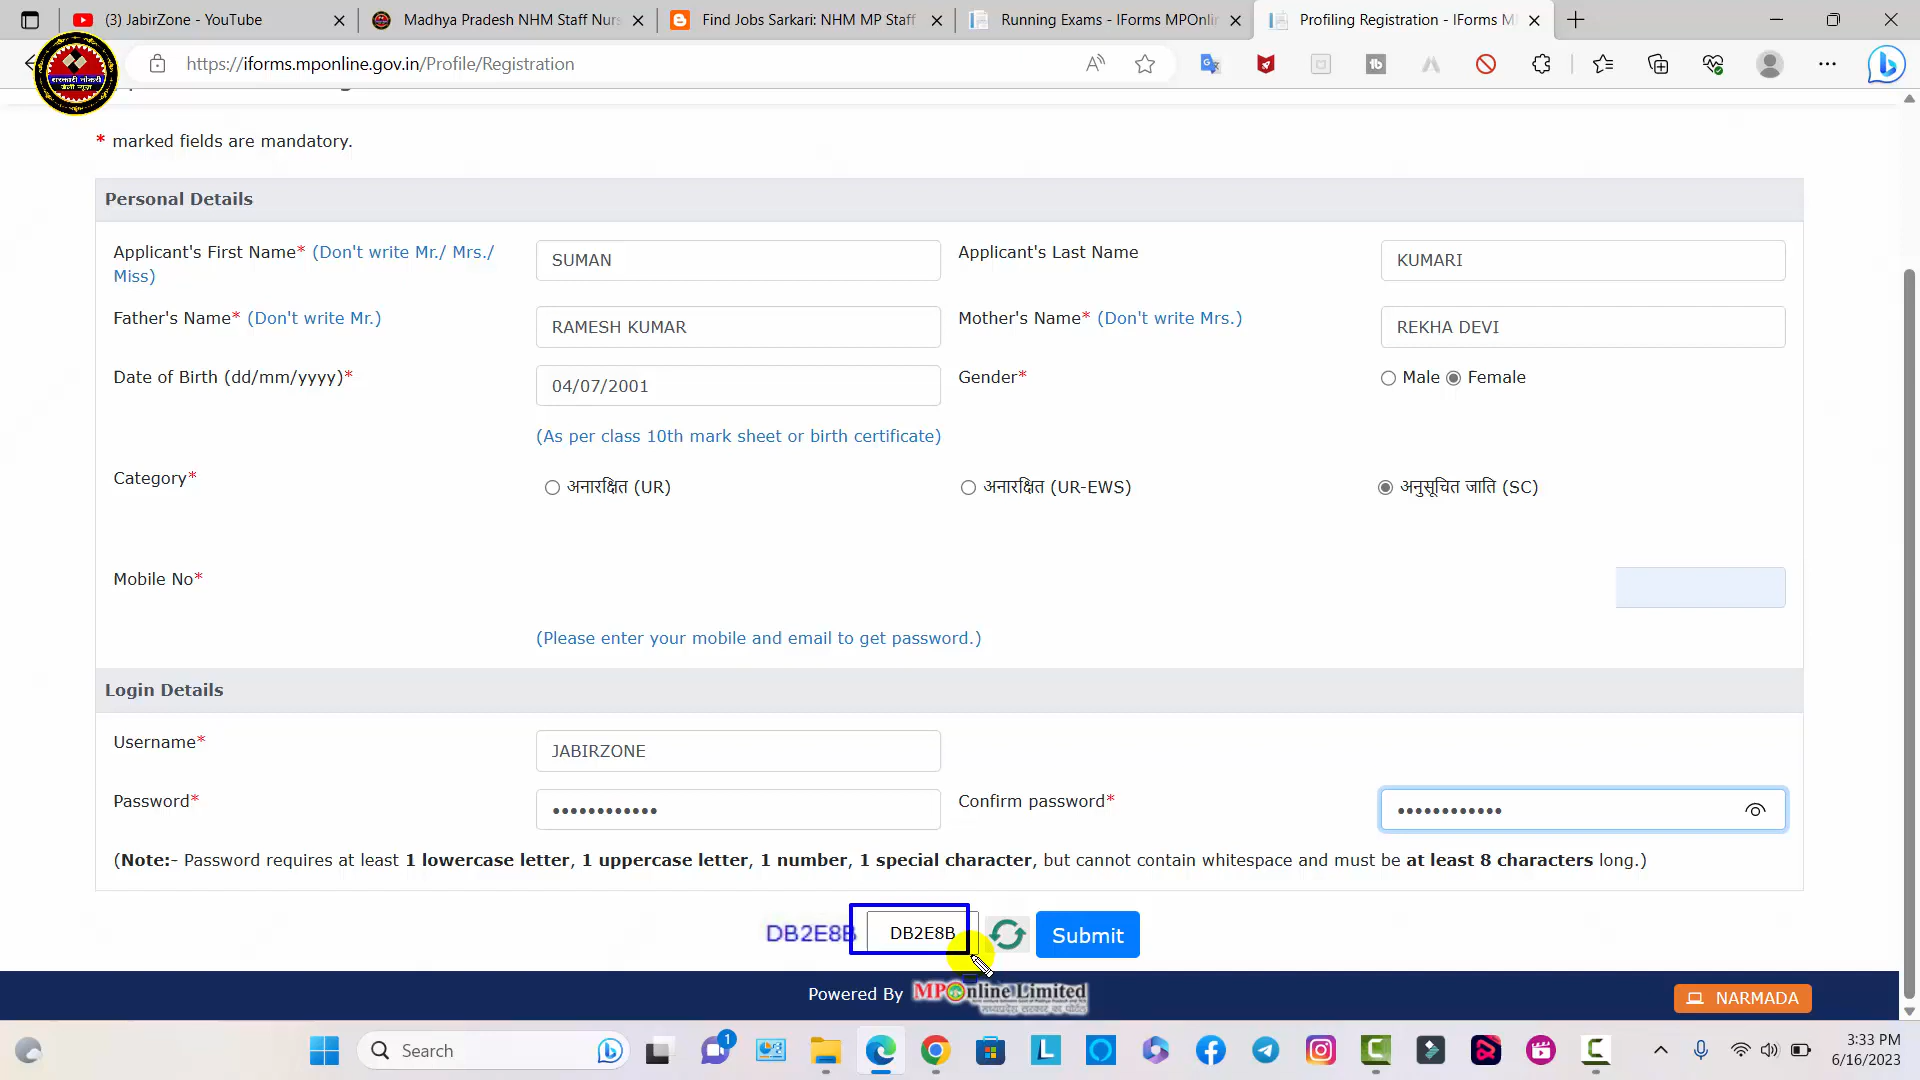 (3) JabirZone - YouTube
Madhya Pradesh NHM Staff Nurs
Find Jobs Sarkari: NHM MP Staff
Running Exams - IForms MPOnlin
Profiling Registration - IForms M
सरकारी नौकरी
https://iforms.mponline.gov.in/Profile/Registration
* marked fields are mandatory.
Personal Details
Applicant's First Name* (Don't write Mr./ Mrs./ Miss)
SUMAN
Applicant's Last Name
KUMARI
Father's Name* (Don't write Mr.)
RAMESH KUMAR
Mother's Name* (Don't write Mrs.)
REKHA DEVI
Date of Birth (dd/mm/yyyy)*
04/07/2001
Gender*
Male
Female
(As per class 10th mark sheet or birth certificate)
Category*
अनारक्षित (UR)
अनारक्षित (UR-EWS)
अनुसूचित जाति (SC)
Mobile No*
(Please enter your mobile and email to get password.)
Login Details
Username*
JABIRZONE
Password*
••••••••••••
Confirm password*
••••••••••••
(Note:- Password requires at least 1 lowercase letter, 1 uppercase letter, 1 number, 1 special character, but cannot contain whitespace and must be at least 8 characters long.)
DB2E8B
DB2E8B
Submit
Powered By MPOnline Limited
NARMADA
Search
1
3:33 PM
6/16/2023